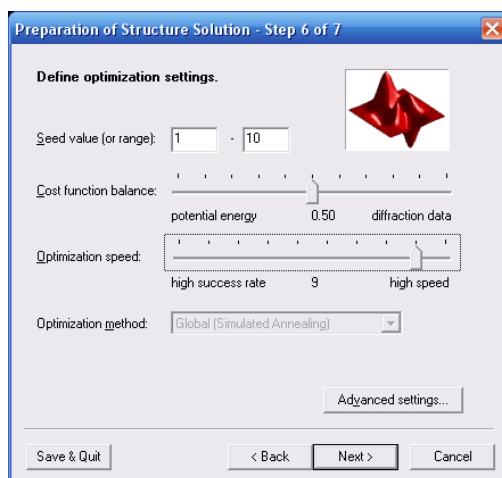 Preparation of Structure Solution - Step 6 of 7
Define optimization settings.
Seed value (or range): 1 - 10
Cost function balance:
potential energy 0.50 diffraction data
Optimization speed:
high success rate 9 high speed
Optimization method: Global (Simulated Annealing)
Advanced settings...
Save & Quit < Back Next > Cancel